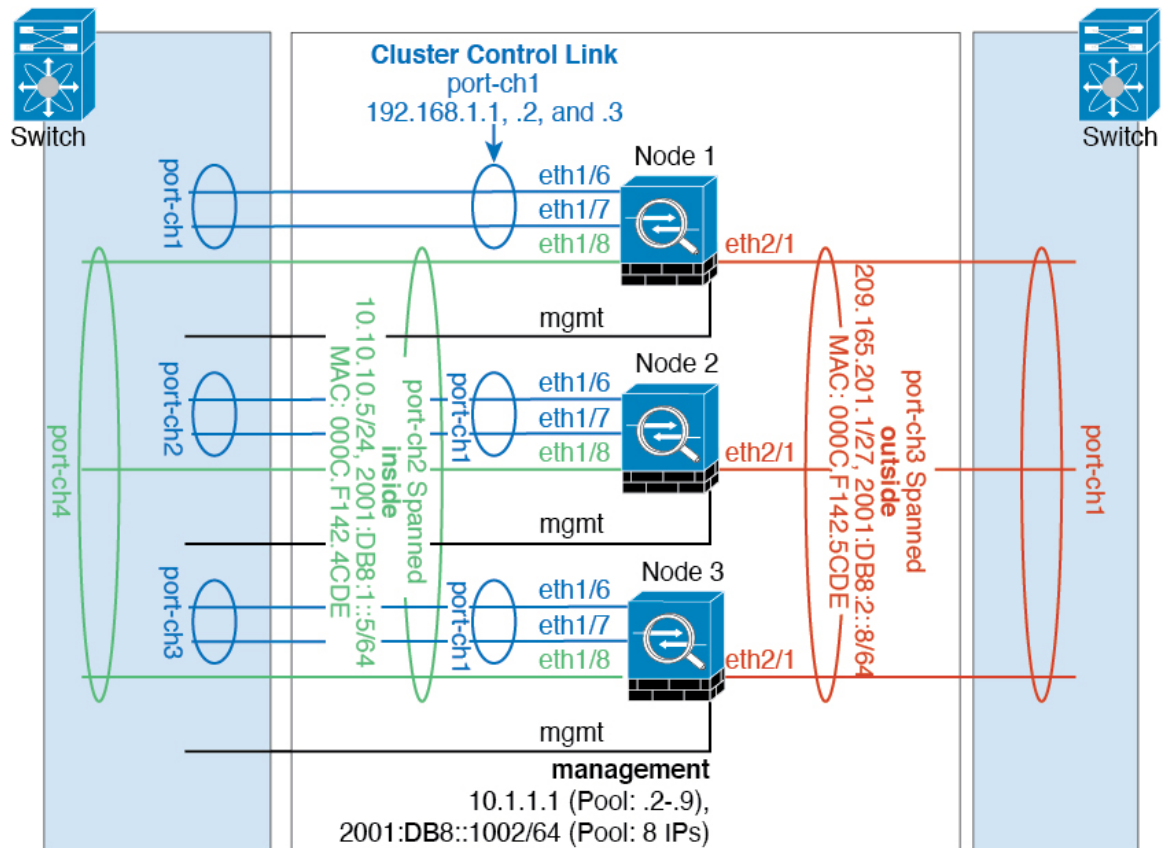 Cluster Control Link
port-ch1
192.168.1.1, .2, and .3
Switch
Switch
Node 1
port-ch1
eth1/6
eth1/7
eth1/8
eth2/1
mgmt
Node 2
port-ch2
port-ch1
eth1/6
eth1/7
eth1/8
eth2/1
mgmt
Node 3
port-ch3
port-ch1
eth1/6
eth1/7
eth1/8
eth2/1
mgmt
port-ch4
port-ch2 Spanned
inside
10.10.10.5/24, 2001:DB8:1::5/64
MAC: 000C.F142.4CDE
port-ch3 Spanned
outside
209.165.201.1/27, 2001:DB8:2::8/64
MAC: 000C.F142.5CDE
port-ch1
management
10.1.1.1 (Pool: .2-.9),
2001:DB8::1002/64 (Pool: 8 IPs)